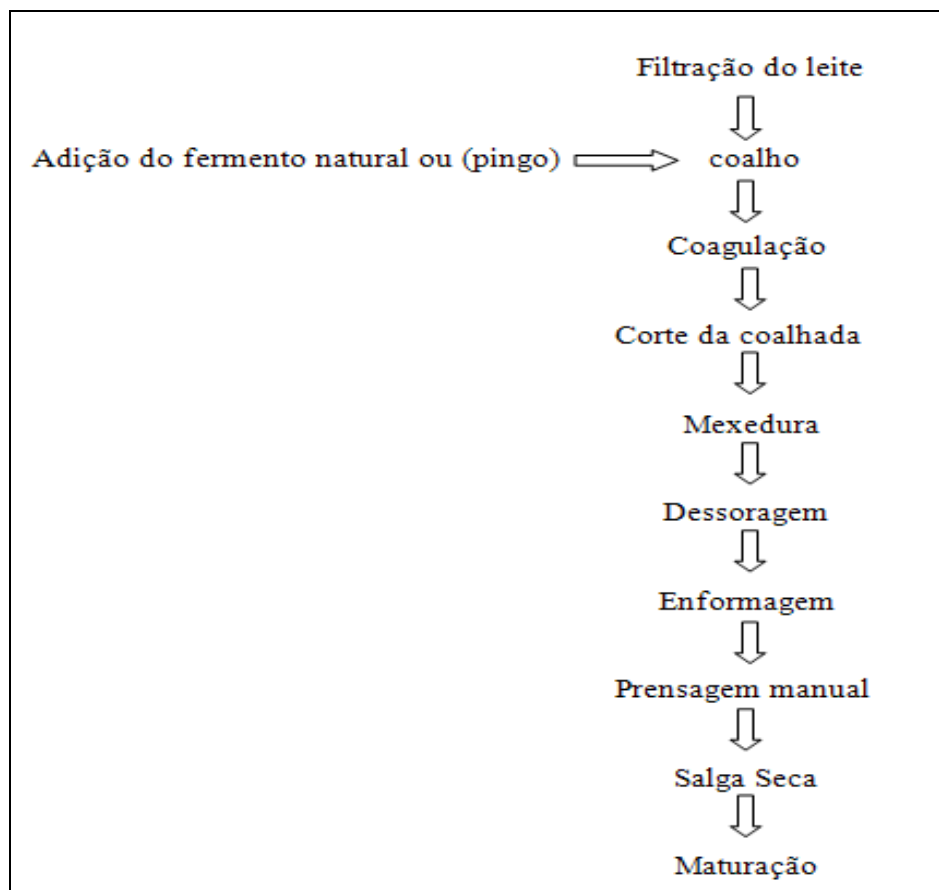 Filtração do leite
Adição do fermento natural ou (pingo)
coalho
Coagulação
Corte da coalhada
Mexedura
Dessoragem
Enformagem
Prensagem manual
Salga Seca
Maturação